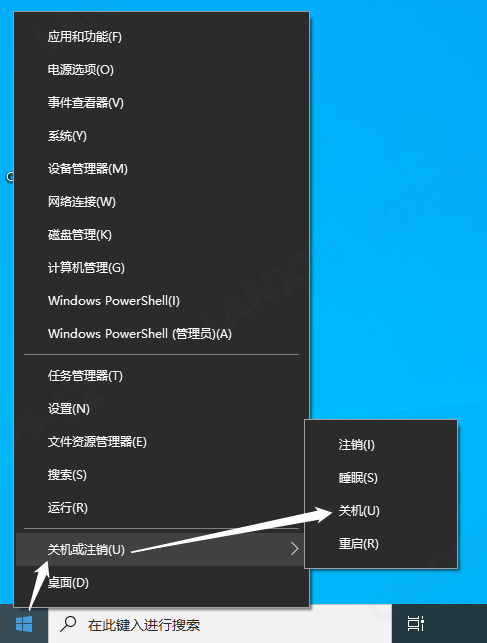 应用和功能(F)
电源选项(O)
事件查看器(V)
系统(Y)
设备管理器(M)
网络连接(W)
磁盘管理(K)
计算机管理(G)
Windows PowerShell(I)
Windows PowerShell (管理员)(A)
任务管理器(T)
设置(N)
文件资源管理器(E)
搜索(S)
运行(R)
关机或注销(U)
桌面(D)
注销(I)
睡眠(S)
关机(U)
重启(R)
在此键入进行搜索